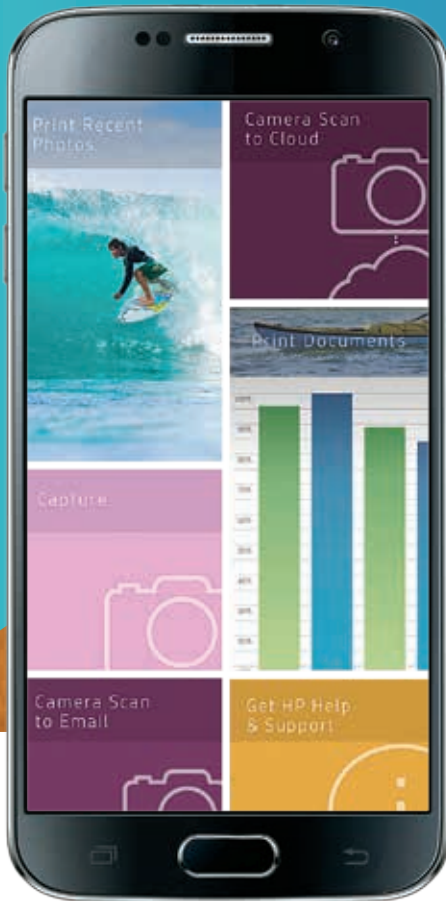 Print Recent
Photos
Camera Scan
to Cloud
Print Documents
Capture
Camera Scan
to Email
Get HP Help
& Support